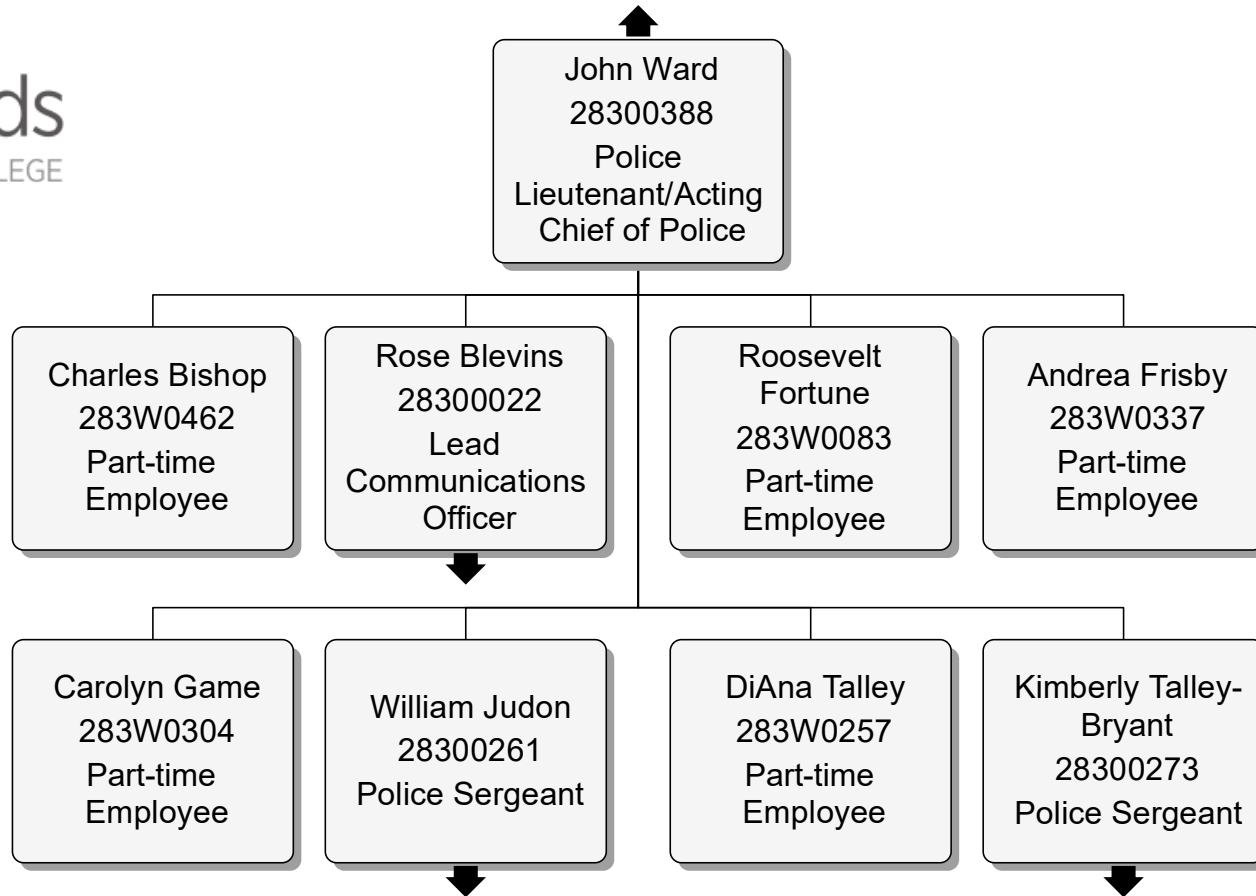 ds
LEGE
John Ward
28300388
Police
Lieutenant/Acting
Chief of Police
Charles Bishop
283W0462
Part-time
Employee
Rose Blevins
28300022
Lead
Communications
Officer
Roosevelt
Fortune
283W0083
Part-time
Employee
Andrea Frisby
283W0337
Part-time
Employee
Carolyn Game
283W0304
Part-time
Employee
William Judon
28300261
Police Sergeant
DiAna Talley
283W0257
Part-time
Employee
Kimberly Talley-
Bryant
28300273
Police Sergeant